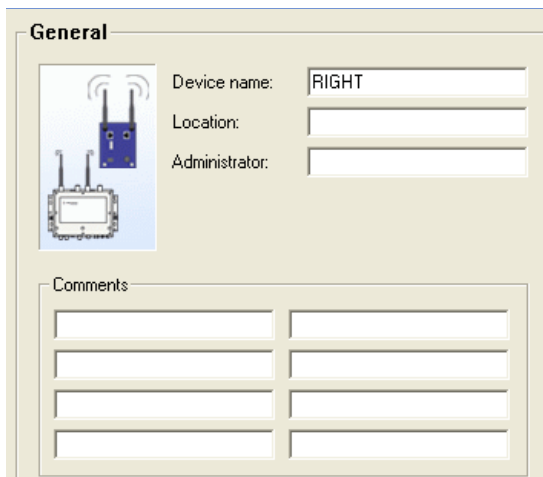 General
Device name: RIGHT
Location:
Administrator:
Comments